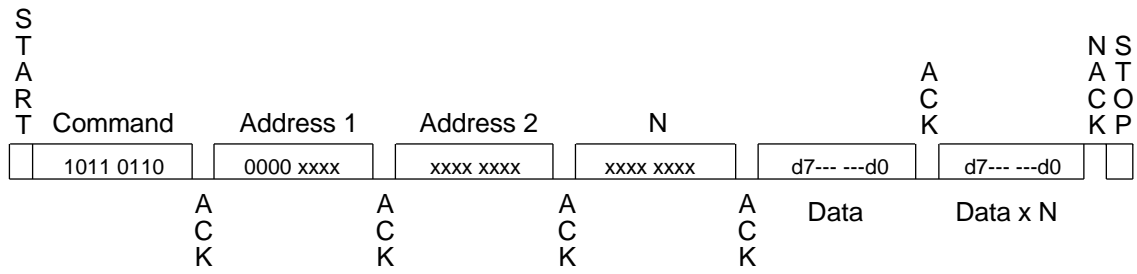 START
Command
Address 1
Address 2
N
ACK
NACK
STOP
1011 0110
0000 xxxx
xxxx xxxx
xxxx xxxx
d7--- ---d0
d7--- ---d0
ACK
ACK
ACK
ACK
Data
Data x N